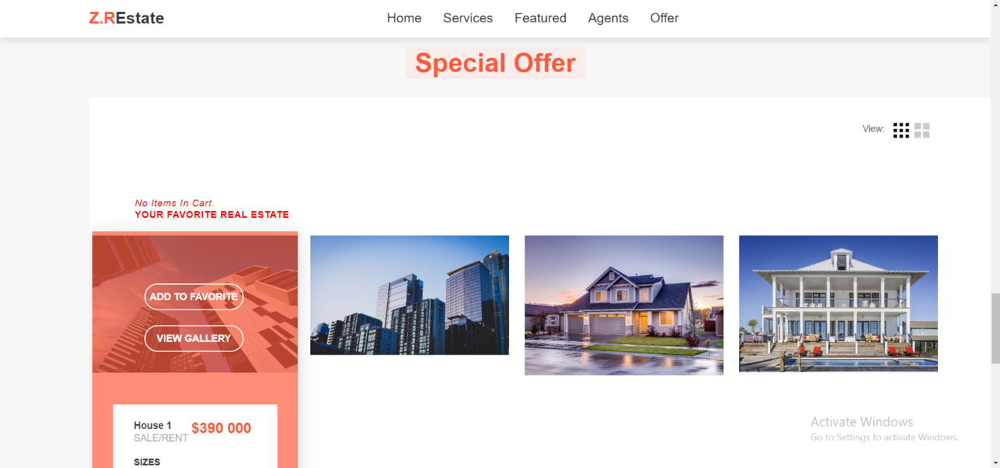 Z.REstate
Home Services Featured Agents Offer
Special Offer
View:
No Items In Cart.
YOUR FAVORITE REAL ESTATE
ADD TO FAVORITE
VIEW GALLERY
House 1 $390 000
SALE/RENT
SIZES
Activate Windows
Go to Settings to activate Windows.